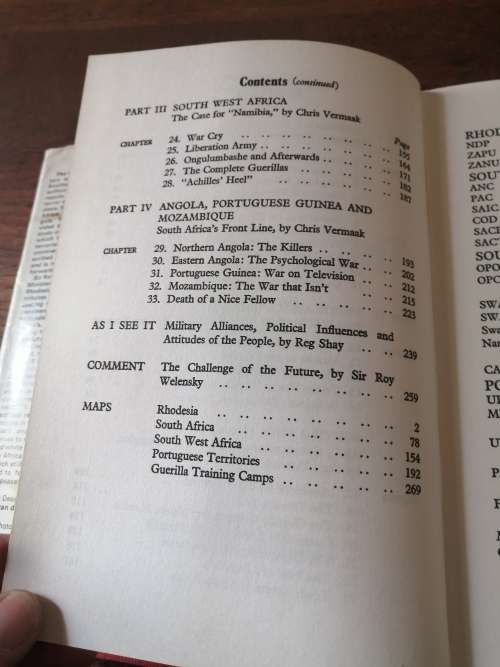 Contents (continued)
PART III SOUTH WEST AFRICA
The Case for "Namibia," by Chris Vermaak
Page
CHAPTER 24. War Cry .. .. .. .. .. .. .. 155
25. Liberation Army .. .. .. .. .. .. 164
26. Ongulumbashe and Afterwards .. .. .. 171
27. The Complete Guerillas .. .. .. .. 182
28. "Achilles' Heel" .. .. .. .. .. 187
PART IV ANGOLA, PORTUGUESE GUINEA AND
MOZAMBIQUE
South Africa's Front Line, by Chris Vermaak
CHAPTER 29. Northern Angola: The Killers .. .. .. 193
30. Eastern Angola: The Psychological War .. .. 202
31. Portuguese Guinea: War on Television .. .. 212
32. Mozambique: The War that Isn't .. .. 215
33. Death of a Nice Fellow .. .. .. .. 223
AS I SEE IT Military Alliances, Political Influences and
Attitudes of the People, by Reg Shay .. .. 239
COMMENT The Challenge of the Future, by Sir Roy
Welensky .. .. .. .. .. .. .. 259
MAPS Rhodesia .. .. .. .. .. .. .. 2
South Africa .. .. .. .. .. .. 78
South West Africa .. .. .. .. .. 154
Portuguese Territories .. .. .. .. 192
Guerilla Training Camps .. .. .. .. .. 269
RHOD
NDP
ZAPU
ZANU
SOUT
ANC
PAC
SAIC
COD
SACP
SACT
SOU
OPO
OPC
SWA
SWA
Swa
Nar
CA
PO
UP
M
U
P